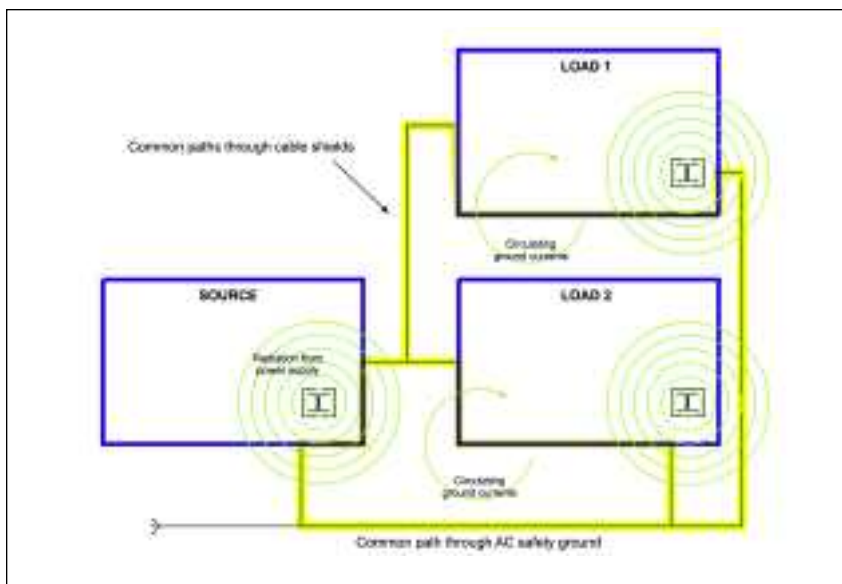 LOAD 1
Common paths through cable shields
Circulating
ground currents
SOURCE
LOAD 2
Radiation from
power supply
Circulating
ground currents
Common path through AC safety ground